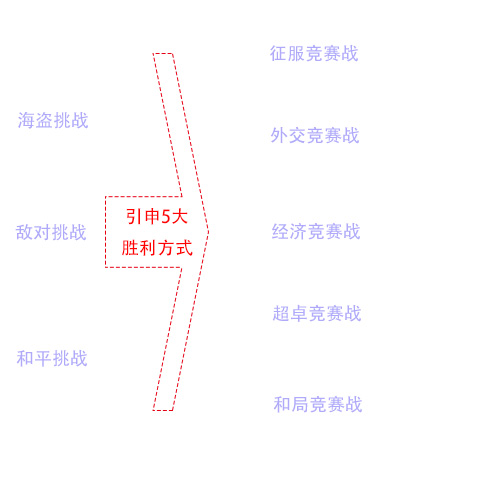 海盗挑战
敌对挑战
和平挑战
引申5大
胜利方式
征服竞赛战
外交竞赛战
经济竞赛战
超卓竞赛战
和局竞赛战